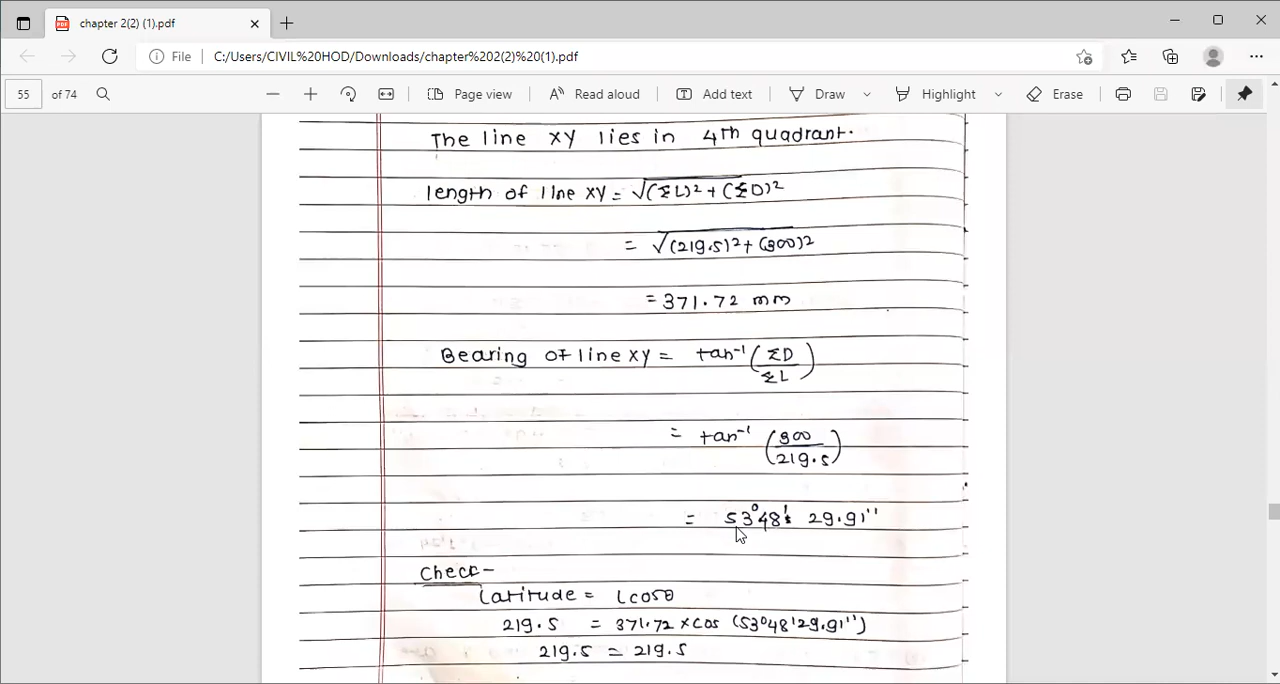 chapter 2(2) (1).pdf
File C:/Users/CIVIL%20HOD/Downloads/chapter%202(2)%20(1).pdf
55 of 74 Page view Read aloud Add text Draw Highlight Erase
The line XY lies in 4th quadrant.
length of line XY = √(ΣL)² + (ΣD)²
= √(219.5)² + (300)²
= 371.72 mm
Bearing of line XY = tan⁻¹ (ΣD/ΣL)
= tan⁻¹ (300/219.5)
= 53°48' 29.91''
Check-
Latitude = Lcosθ
219.5 = 371.72 × cos (53°48'29.91'')
219.5 = 219.5